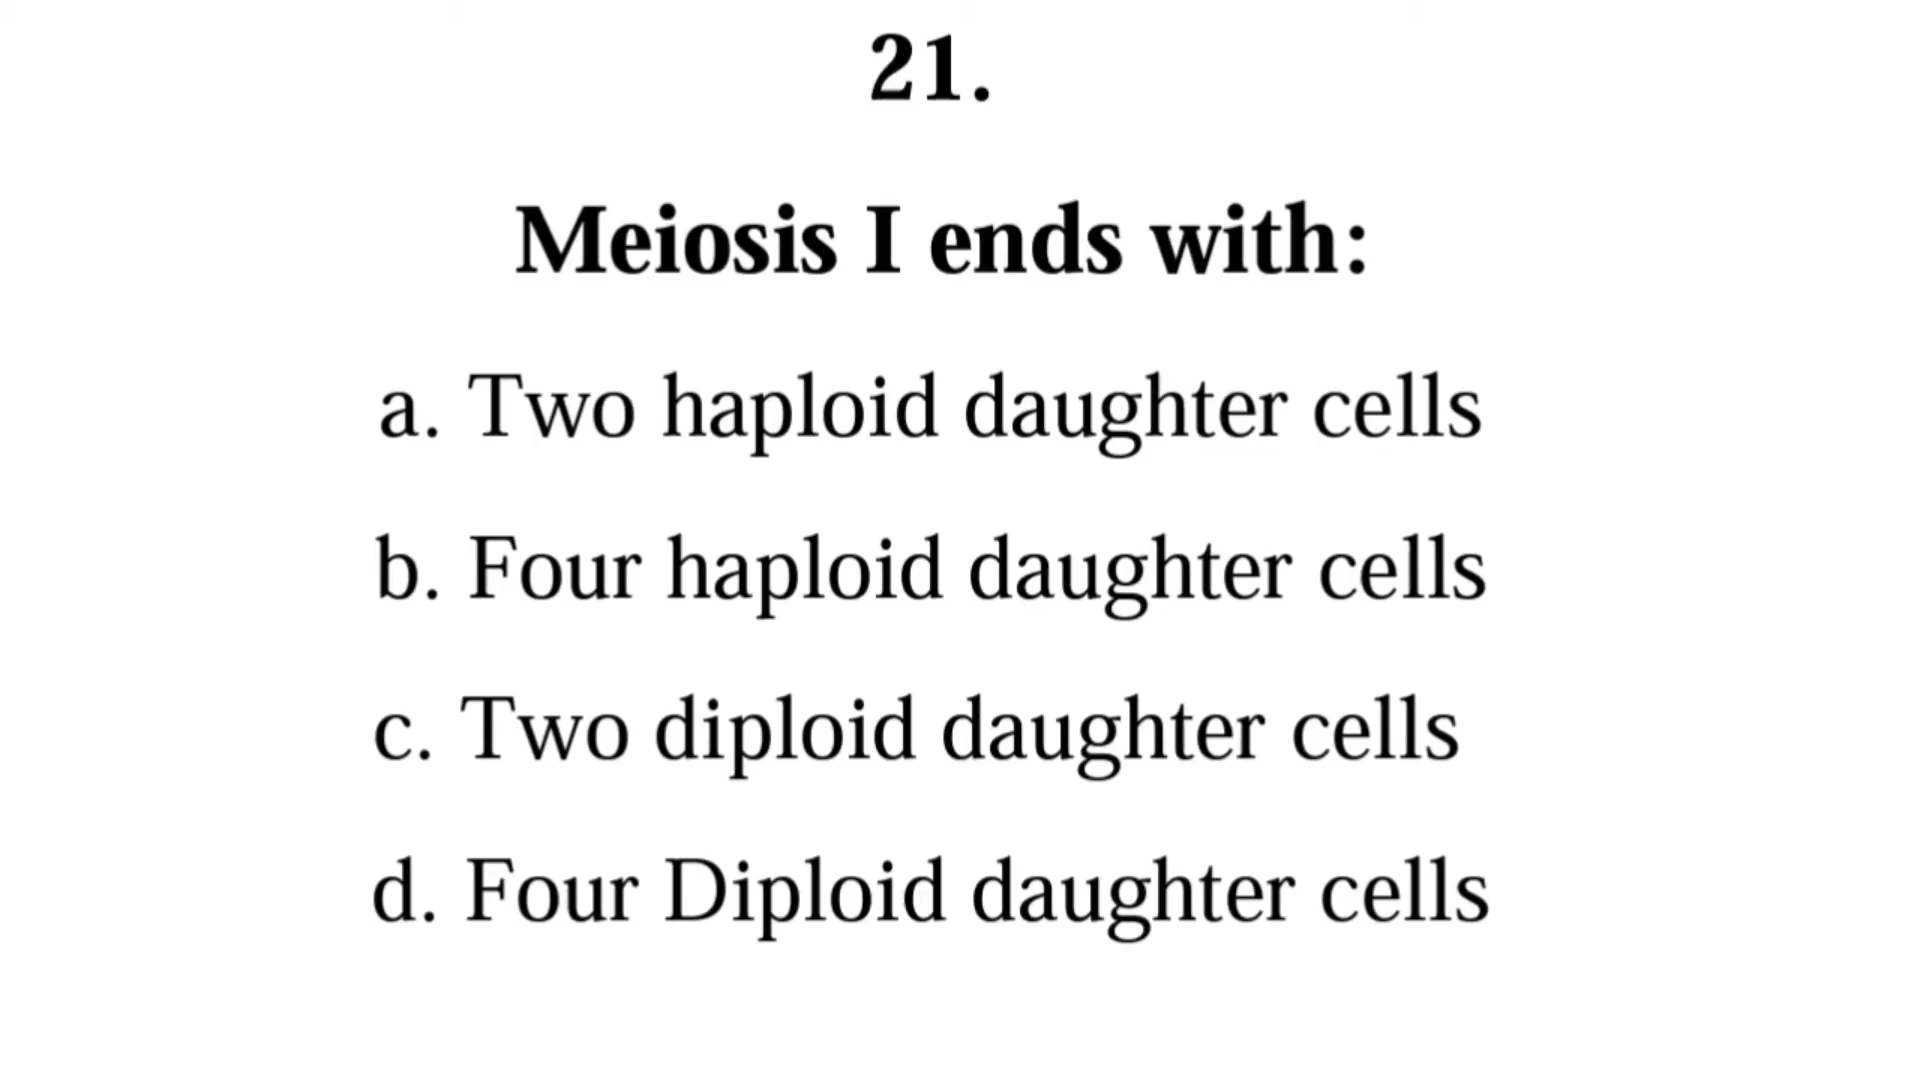 21.
Meiosis I ends with:
a. Two haploid daughter cells
b. Four haploid daughter cells
c. Two diploid daughter cells
d. Four Diploid daughter cells